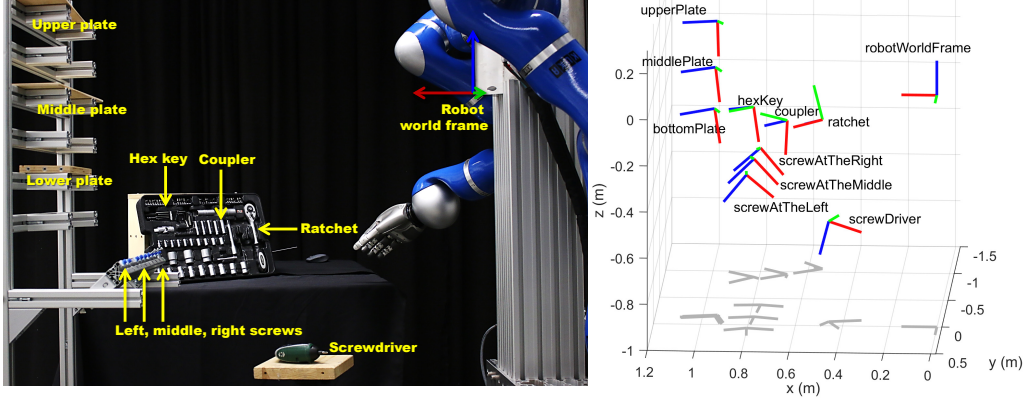 Upper plate
Middle plate
Robot
world frame
Hex key
Coupler
Lower plate
Ratchet
Left, middle, right screws
Screwdriver
upperPlate
robotWorldFrame
middlePlate
hexKey
coupler
ratchet
bottomPlate
screwAtTheRight
screwAtTheMiddle
screwAtTheLeft
screwDriver
0.2
0
-0.2
-0.4
-0.6
-0.8
-1
z (m)
1.2
1
0.8
0.6
0.4
0.2
0
x (m)
-1.5
-1
-0.5
0
0.5
y (m)